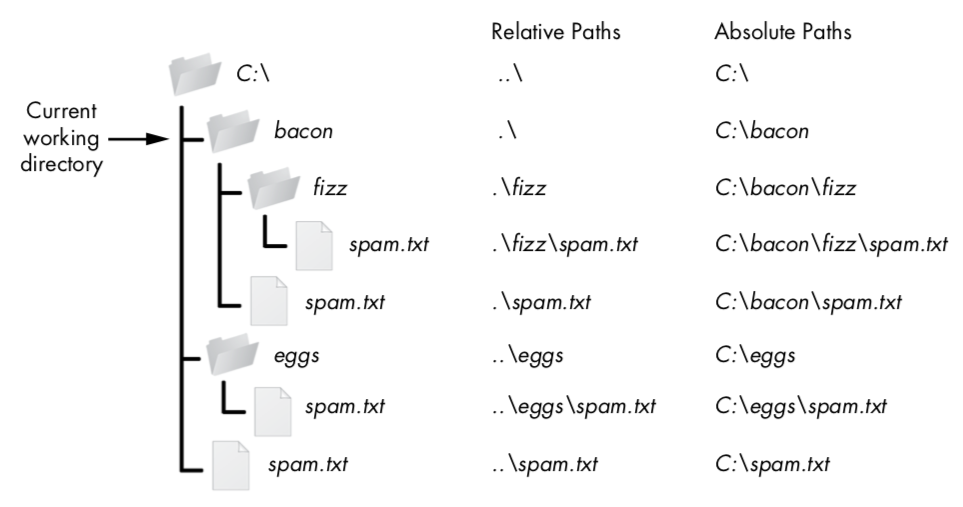 Relative Paths Absolute Paths
C:\ ..\ C:\
Current
working
directory
bacon .\ C:\bacon
fizz .\fizz C:\bacon\fizz
spam.txt .\fizz\spam.txt C:\bacon\fizz\spam.txt
spam.txt .\spam.txt C:\bacon\spam.txt
eggs ..\eggs C:\eggs
spam.txt ..\eggs\spam.txt C:\eggs\spam.txt
spam.txt ..\spam.txt C:\spam.txt